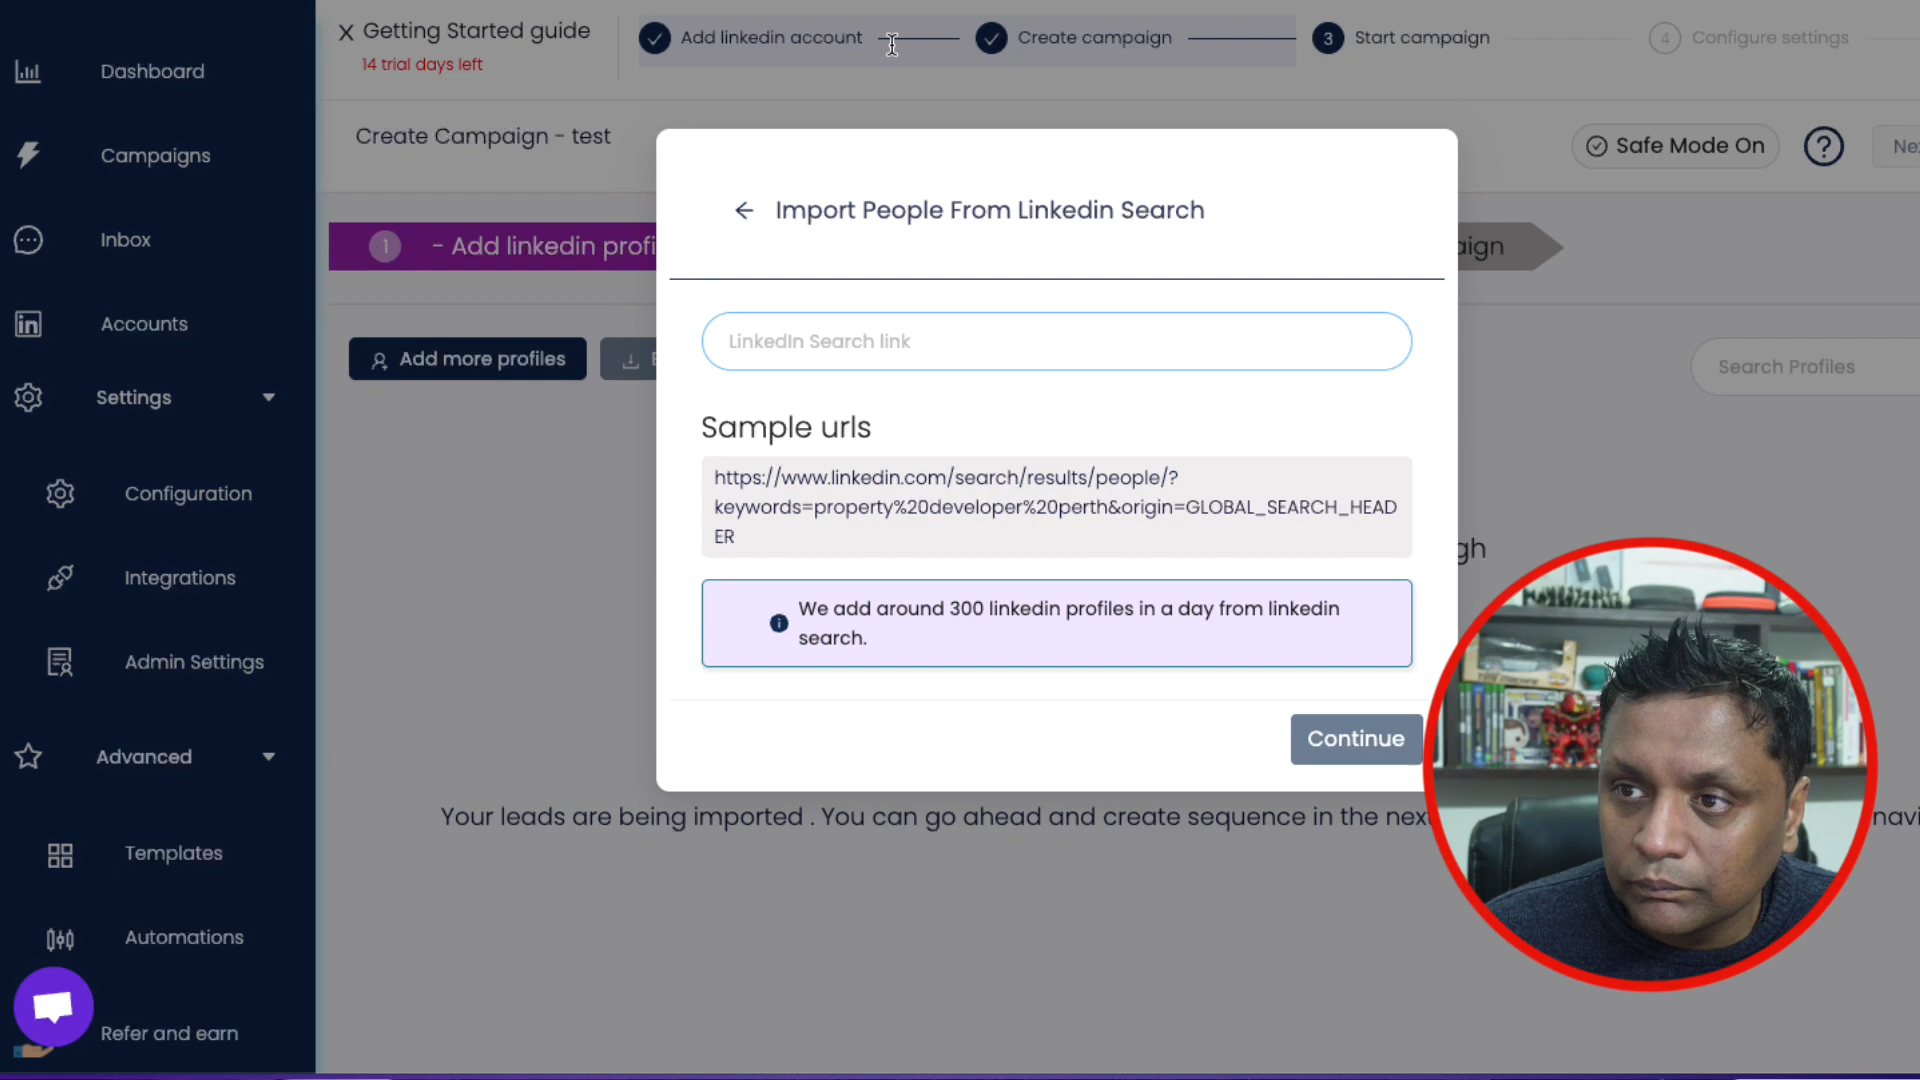 Getting Started guide
14 trial days left
Add linkedin account
Create campaign
3 Start campaign
4 Configure settings
Dashboard
Campaigns
Inbox
Accounts
Settings
Configuration
Integrations
Admin Settings
Advanced
Templates
Automations
Refer and earn
Create Campaign - test
Safe Mode On
?
1 - Add linkedin profi
aign
Add more profiles
Search Profiles
Import People From Linkedin Search
LinkedIn Search link
Sample urls
https://www.linkedin.com/search/results/people/?
keywords=property%20developer%20perth&origin=GLOBAL_SEARCH_HEAD
ER
We add around 300 linkedin profiles in a day from linkedin
search.
Continue
gh
Your leads are being imported . You can go ahead and create sequence in the nex
navi